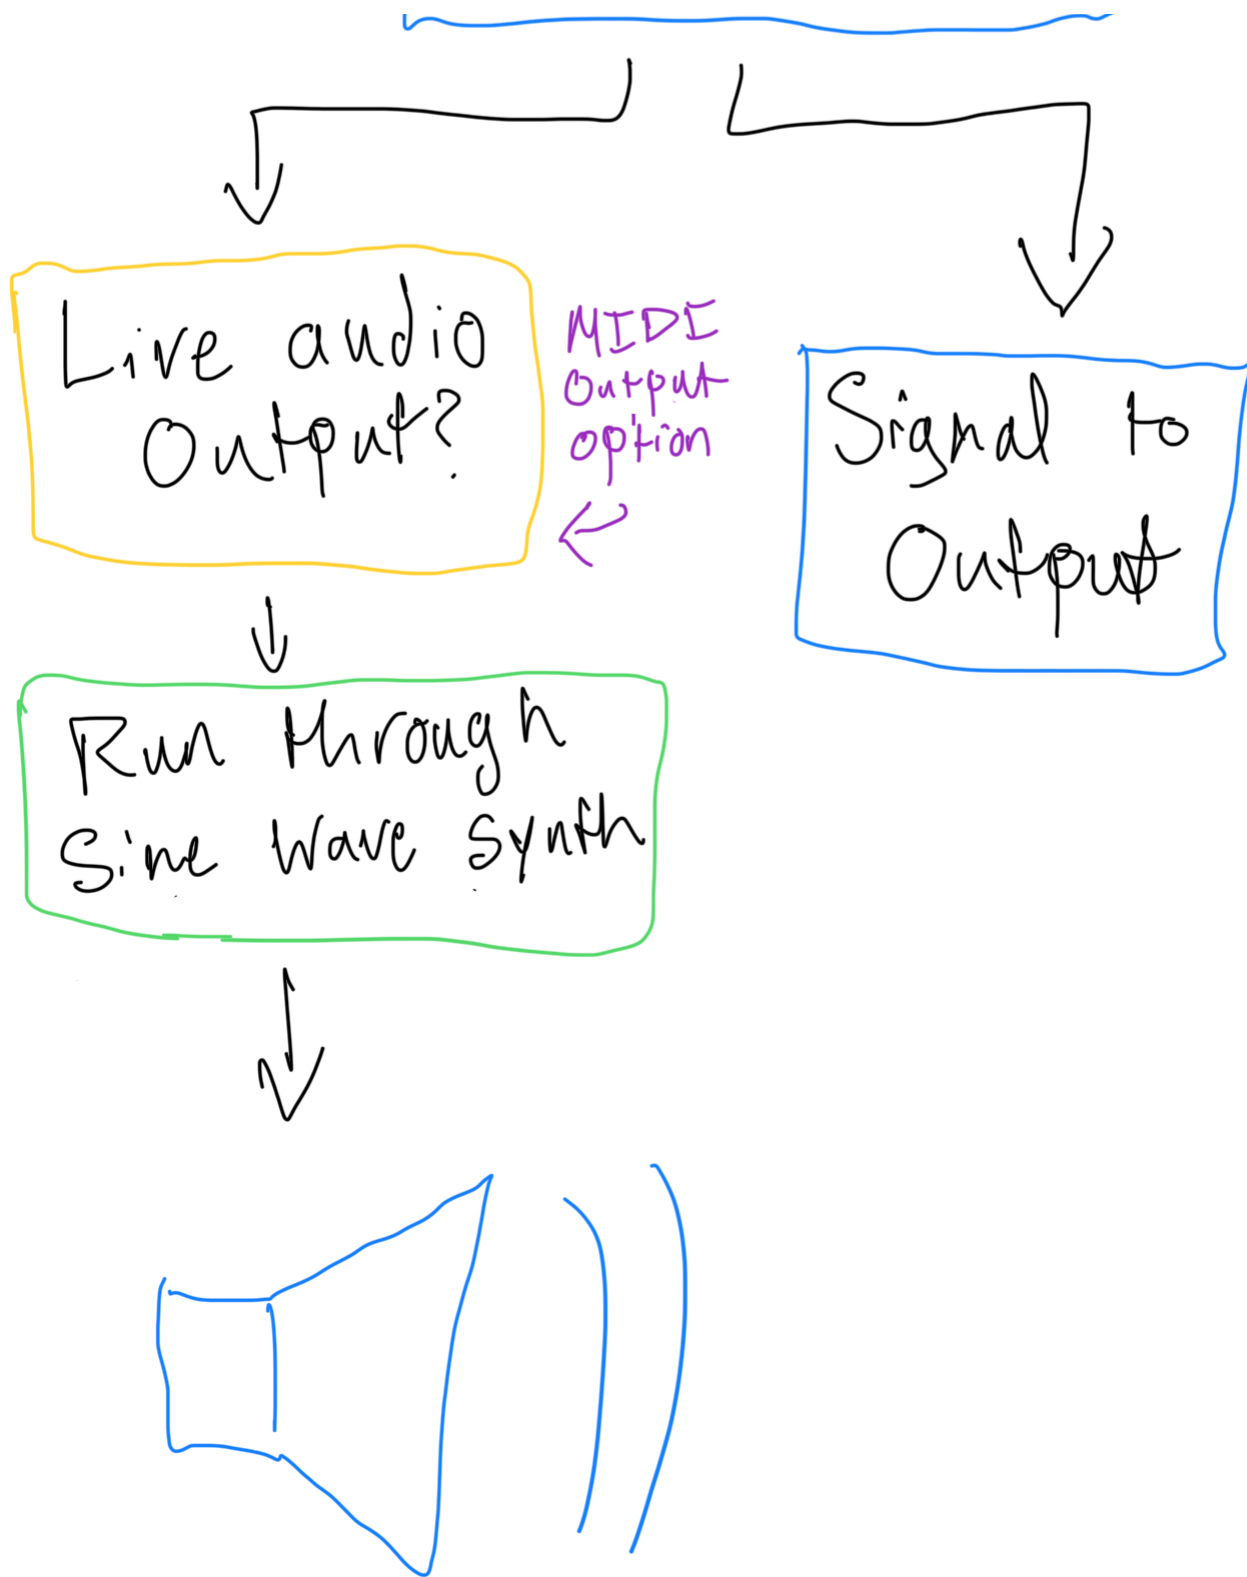 Live audio
Output?
MIDI
Output
option
Signal to
Output
Run through
Sine Wave Synth